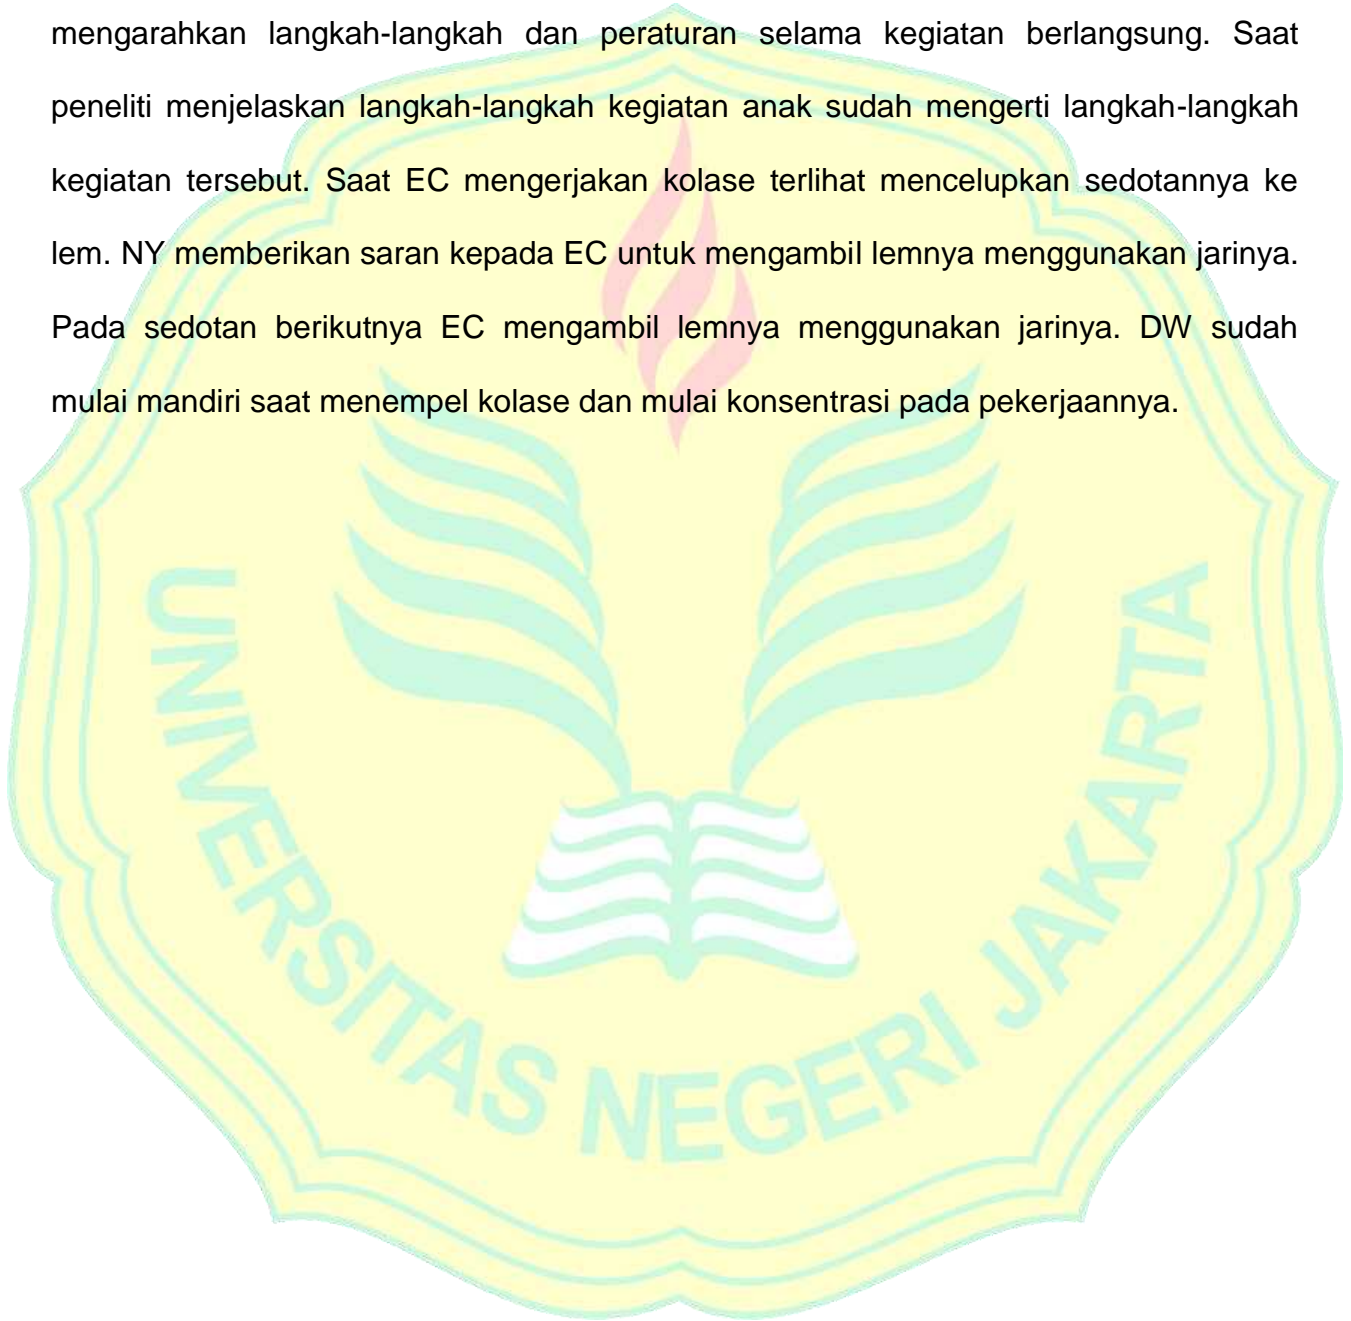 mengarahkan langkah-langkah dan peraturan selama kegiatan berlangsung. Saat
peneliti menjelaskan langkah-langkah kegiatan anak sudah mengerti langkah-langkah
kegiatan tersebut. Saat EC mengerjakan kolase terlihat mencelupkan sedotannya ke
lem. NY memberikan saran kepada EC untuk mengambil lemnya menggunakan jarinya.
Pada sedotan berikutnya EC mengambil lemnya menggunakan jarinya. DW sudah
mulai mandiri saat menempel kolase dan mulai konsentrasi pada pekerjaannya.
UNIVERSITAS NEGERI JAKARTA